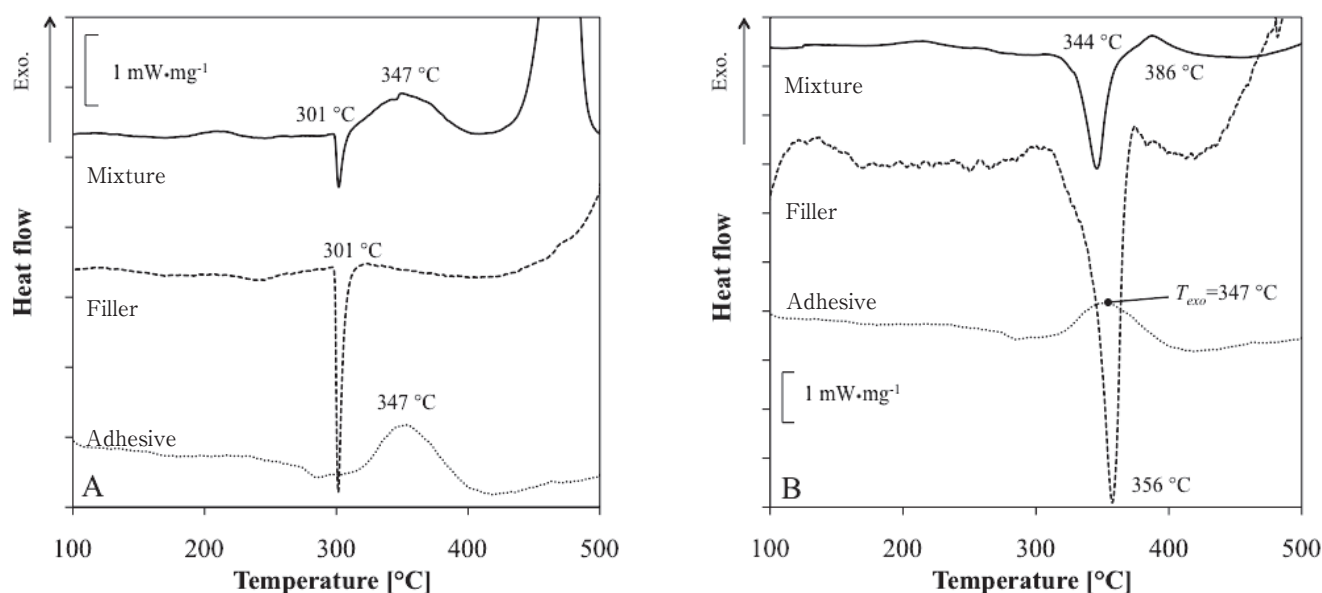 Exo.
1 mW•mg⁻¹
347 °C
301 °C
Mixture
301 °C
Filler
347 °C
Adhesive
A
Heat flow
100 200 300 400 500
Temperature [°C]
Exo.
344 °C
386 °C
Mixture
Filler
Adhesive
Texo=347 °C
1 mW•mg⁻¹
356 °C
B
Heat flow
100 200 300 400 500
Temperature [°C]